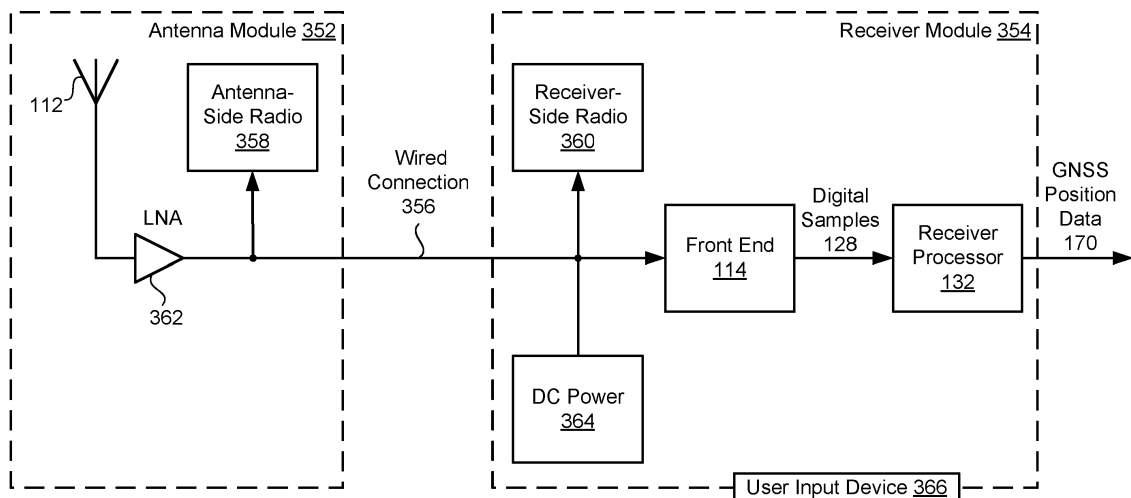 Antenna Module 352
Receiver Module 354
112
Antenna-
Side Radio
358
Receiver-
Side Radio
360
Wired
Connection
356
LNA
362
Front End
114
Digital
Samples
128
Receiver
Processor
132
GNSS
Position
Data
170
DC Power
364
User Input Device 366